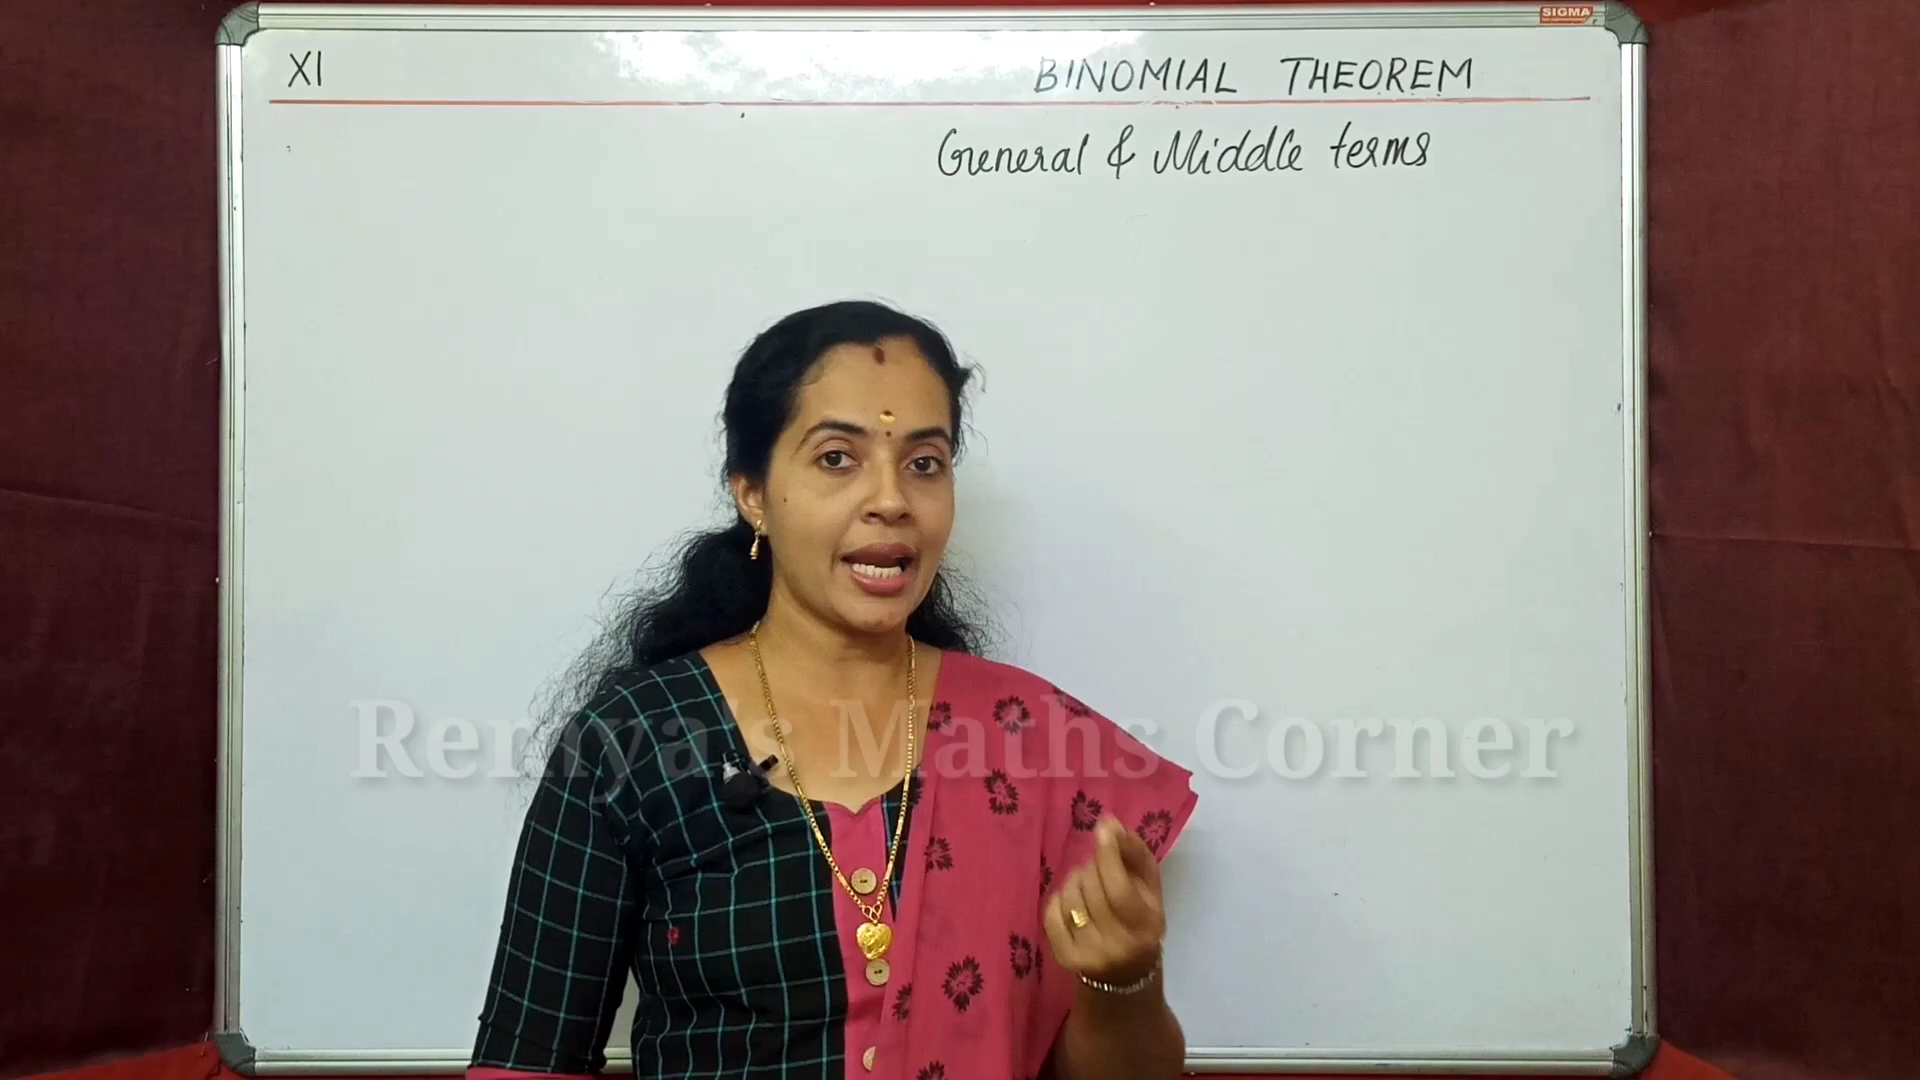 SIGMA
XI
BINOMIAL THEOREM
General & Middle terms
Remya's Maths Corner